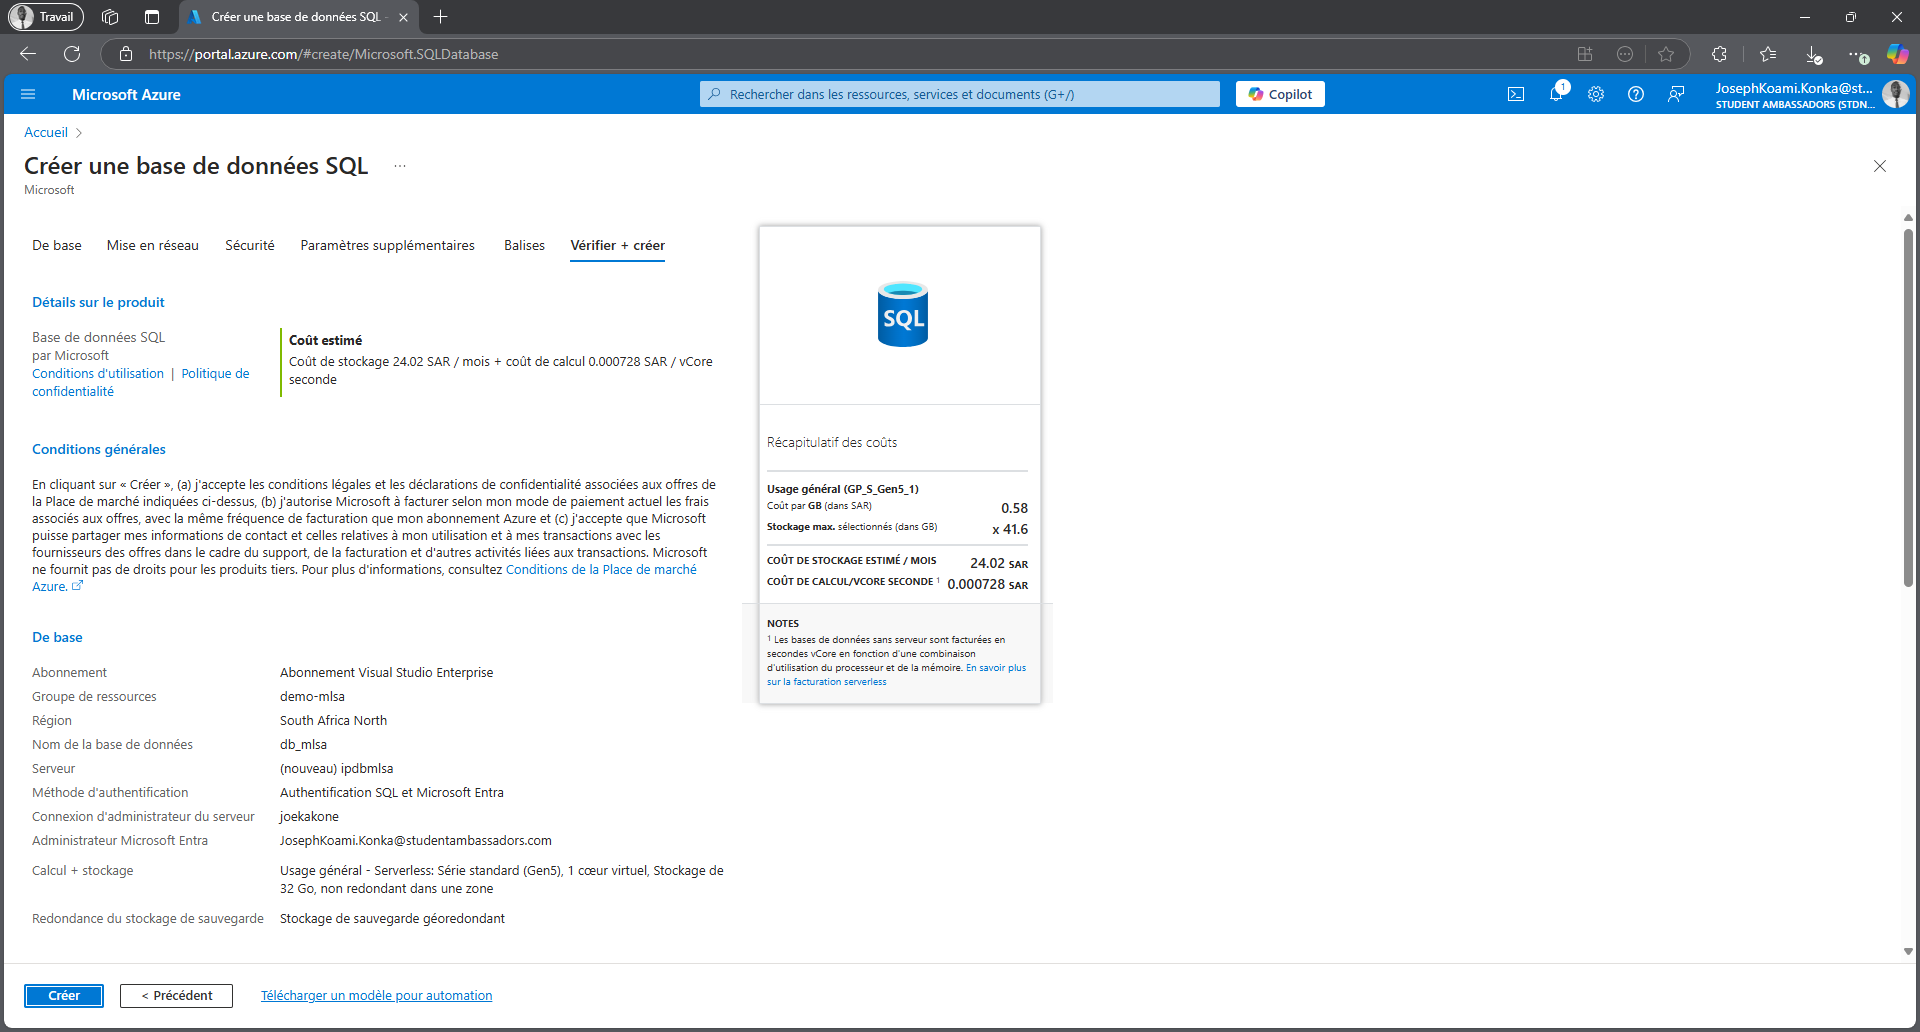 Travail
Créer une base de données SQL -
https://portal.azure.com/#create/Microsoft.SQLDatabase
Microsoft Azure
Rechercher dans les ressources, services et documents (G+/)
Copilot
1
JosephKoami.Konka@st...
STUDENT AMBASSADORS (STDN...
Accueil
Créer une base de données SQL
...
Microsoft
De base
Mise en réseau
Sécurité
Paramètres supplémentaires
Balises
Vérifier + créer
Détails sur le produit
Base de données SQL
par Microsoft
Conditions d'utilisation | Politique de
confidentialité
Coût estimé
Coût de stockage 24.02 SAR / mois + coût de calcul 0.000728 SAR / vCore
seconde
Conditions générales
En cliquant sur « Créer », (a) j'accepte les conditions légales et les déclarations de confidentialité associées aux offres de
la Place de marché indiquées ci-dessus, (b) j'autorise Microsoft à facturer selon mon mode de paiement actuel les frais
associés aux offres, avec la même fréquence de facturation que mon abonnement Azure et (c) j'accepte que Microsoft
puisse partager mes informations de contact et celles relatives à mon utilisation et à mes transactions avec les
fournisseurs des offres dans le cadre du support, de la facturation et d'autres activités liées aux transactions. Microsoft
ne fournit pas de droits pour les produits tiers. Pour plus d'informations, consultez Conditions de la Place de marché
Azure.
De base
Abonnement
Abonnement Visual Studio Enterprise
Groupe de ressources
demo-mlsa
Région
South Africa North
Nom de la base de données
db_mlsa
Serveur
(nouveau) ipdbmlsa
Méthode d'authentification
Authentification SQL et Microsoft Entra
Connexion d'administrateur du serveur
joekakone
Administrateur Microsoft Entra
JosephKoami.Konka@studentambassadors.com
Calcul + stockage
Usage général - Serverless: Série standard (Gen5), 1 cœur virtuel, Stockage de
32 Go, non redondant dans une zone
Redondance du stockage de sauvegarde
Stockage de sauvegarde géoredondant
SQL
Récapitulatif des coûts
Usage général (GP_S_Gen5_1)
Coût par GB (dans SAR)
0.58
Stockage max. sélectionnés (dans GB)
x 41.6
COÛT DE STOCKAGE ESTIMÉ / MOIS
24.02 SAR
COÛT DE CALCUL/VCORE SECONDE 1
0.000728 SAR
NOTES
1 Les bases de données sans serveur sont facturées en
secondes vCore en fonction d'une combinaison
d'utilisation du processeur et de la mémoire. En savoir plus
sur la facturation serverless
Créer
< Précédent
Télécharger un modèle pour automation